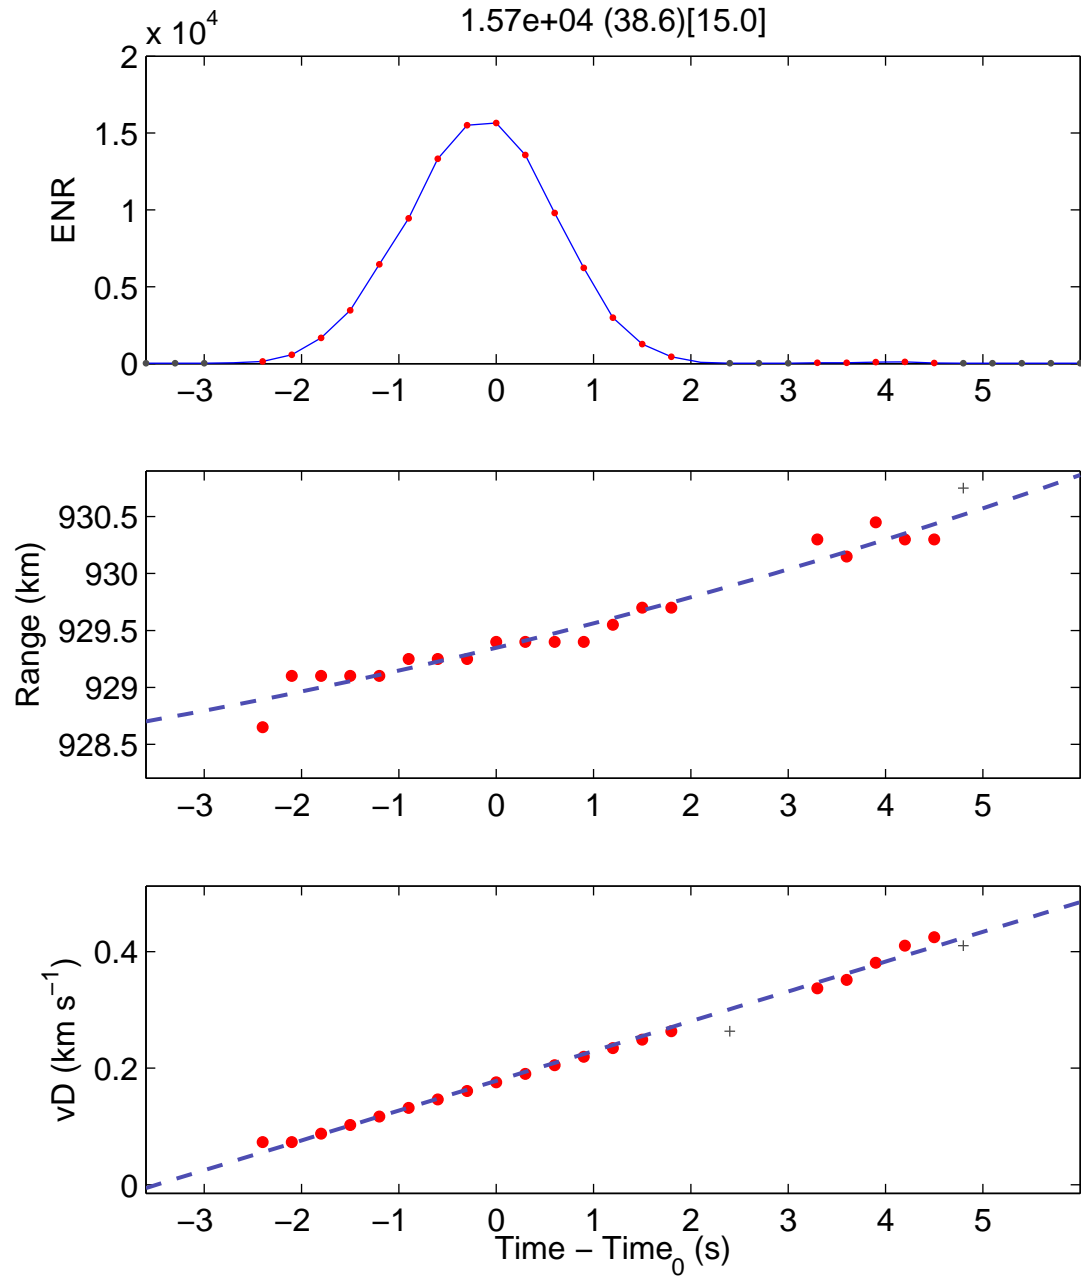 1.57e+04 (38.6)[15.0]
x 10^4
2
1.5
1
0.5
0
ENR
−3 −2 −1 0 1 2 3 4 5
930.5
930
929.5
929
928.5
Range (km)
−3 −2 −1 0 1 2 3 4 5
0.4
0.2
0
vD (km s^−1)
−3 −2 −1 0 1 2 3 4 5
Time − Time_0 (s)